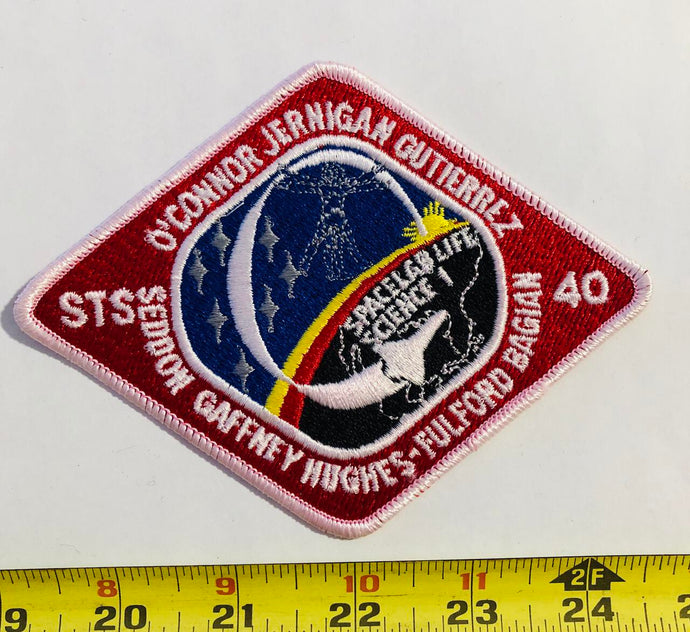 O'CONNOR JERNIGAN GUTIERREZ
STS
40
SPACELAB LIFE
SCIENCE 1
SEDDON GAFFNEY HUGHES-FULFORD BAGIAN
8 9 10 11 2F
19 20 21 22 23 24 25